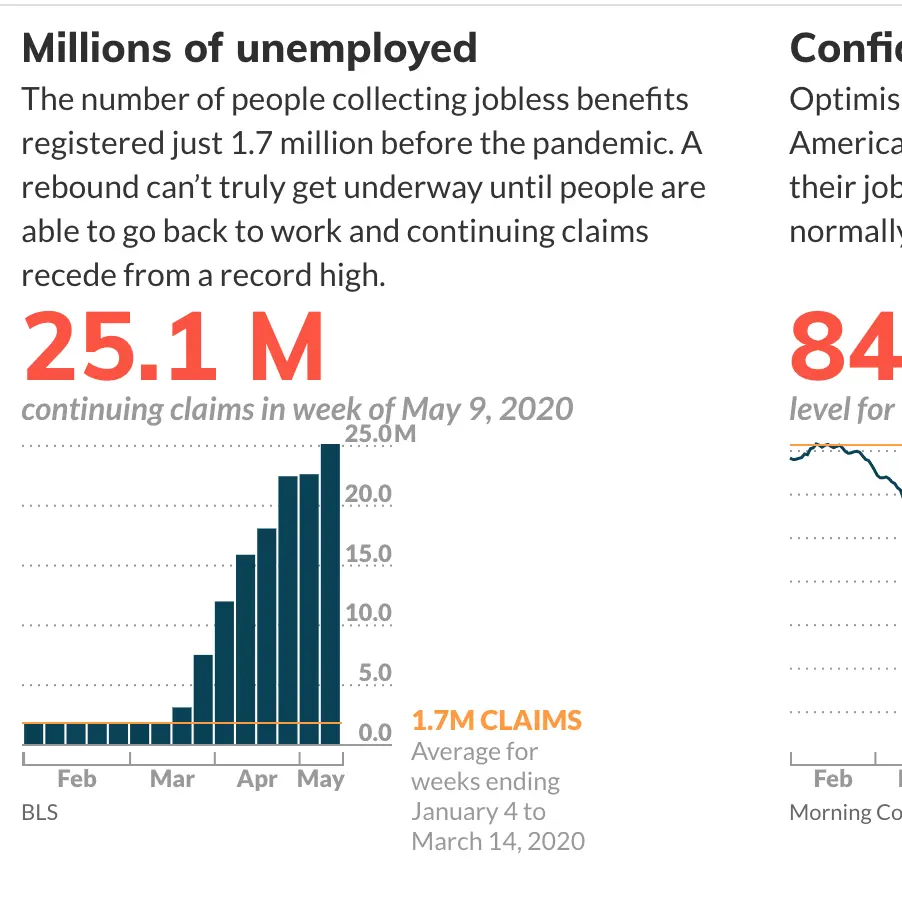 Millions of unemployed
The number of people collecting jobless benefits
registered just 1.7 million before the pandemic. A
rebound can’t truly get underway until people are
able to go back to work and continuing claims
recede from a record high.
25.1 M
continuing claims in week of May 9, 2020
25.0M
20.0
15.0
10.0
5.0
0.0
1.7M CLAIMS
Average for
weeks ending
January 4 to
March 14, 2020
Feb Mar Apr May
BLS
Optimis
America
their job
normally
84
level for
Feb
Morning Co